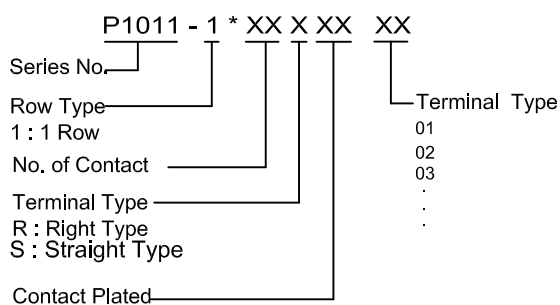 P1011 - 1 * XX X XX XX
Series No.
Row Type
1 : 1 Row
No. of Contact
Terminal Type
R : Right Type
S : Straight Type
Contact Plated
Terminal Type
01
02
03
.
.
.